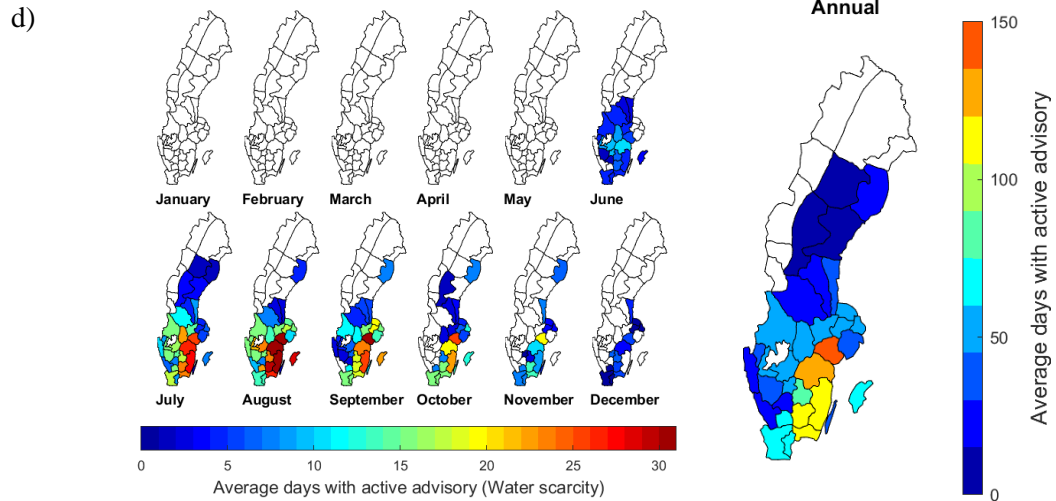 d)
Annual
January February March April May June
July August September October November December
0 5 10 15 20 25 30
Average days with active advisory (Water scarcity)
150
100
50
0
Average days with active advisory